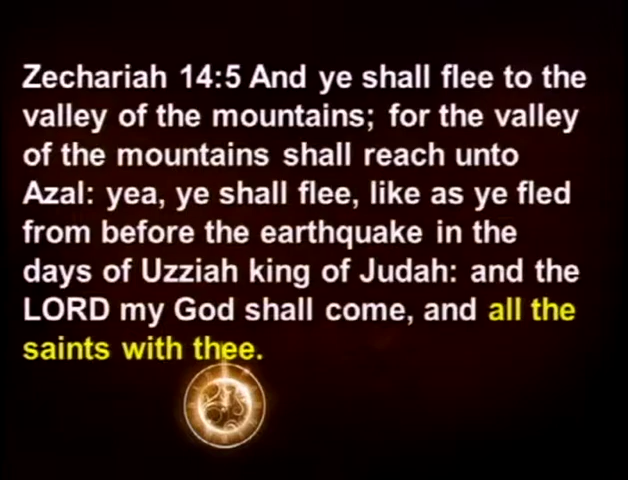 Zechariah 14:5 And ye shall flee to the
valley of the mountains; for the valley
of the mountains shall reach unto
Azal: yea, ye shall flee, like as ye fled
from before the earthquake in the
days of Uzziah king of Judah: and the
LORD my God shall come, and all the
saints with thee.